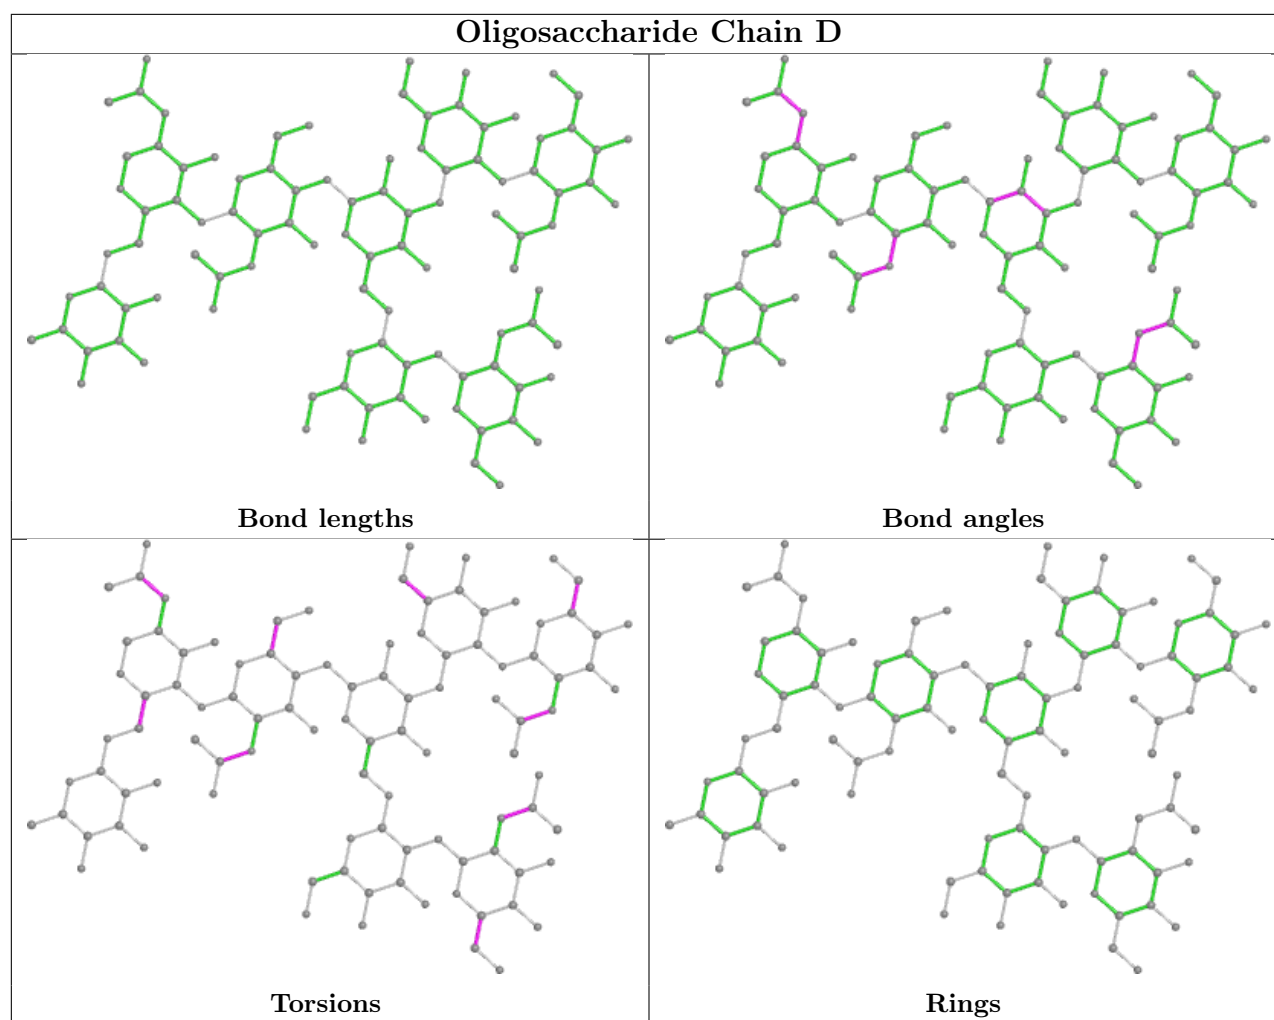 Oligosaccharide Chain D
Bond lengths
Bond angles
Torsions
Rings